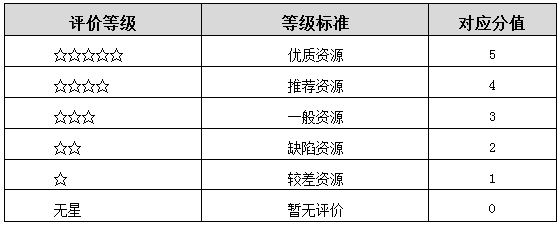 评价等级 等级标准 对应分值
☆☆☆☆☆ 优质资源 5
☆☆☆☆ 推荐资源 4
☆☆☆ 一般资源 3
☆☆ 缺陷资源 2
☆ 较差资源 1
无星 暂无评价 0